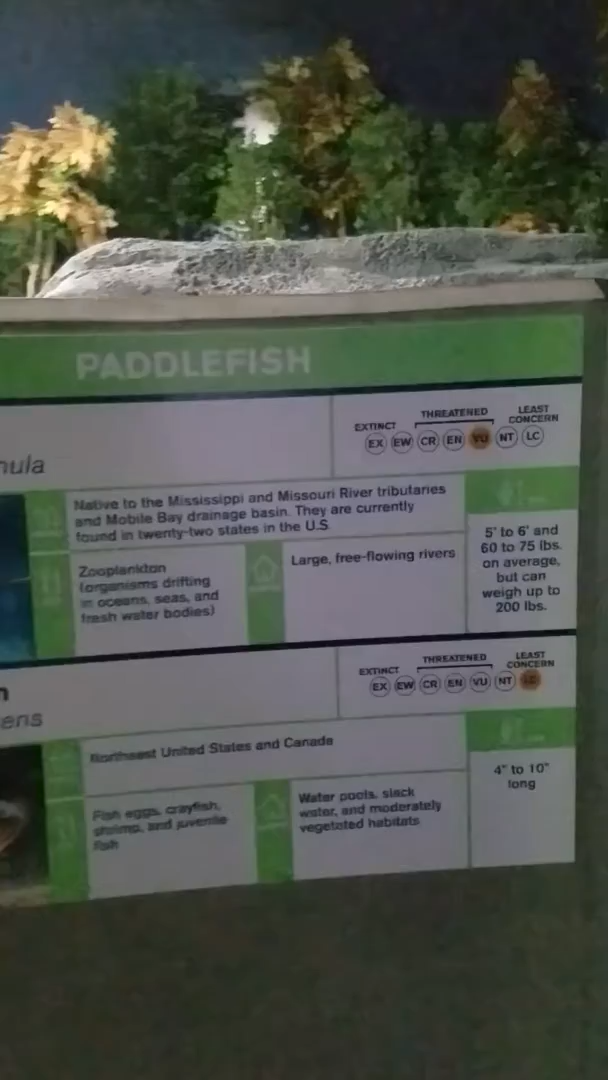 PADDLEFISH
nula
EXTINCT THREATENED LEAST CONCERN
EX EW CR EN VU NT LC
Native to the Mississippi and Missouri River tributaries
and Mobile Bay drainage basin. They are currently
found in twenty-two states in the U.S.
Zooplankton
(organisms drifting
in oceans, seas, and
fresh water bodies)
Large, free-flowing rivers
5' to 6' and
60 to 75 lbs.
on average,
but can
weigh up to
200 lbs.
n
ens
EXTINCT THREATENED LEAST CONCERN
EX EW CR EN VU NT LC
Northeast United States and Canada
Fish eggs, crayfish,
shrimp, and juvenile
fish
Water pools, slack
water, and moderately
vegetated habitats
4" to 10"
long